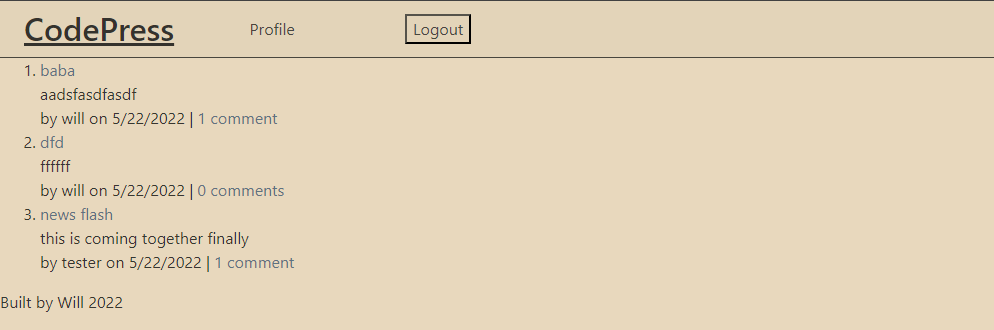 CodePress Profile Logout
1. baba
aadsfasdfasdf
by will on 5/22/2022 | 1 comment
2. dfd
ffffff
by will on 5/22/2022 | 0 comments
3. news flash
this is coming together finally
by tester on 5/22/2022 | 1 comment
Built by Will 2022